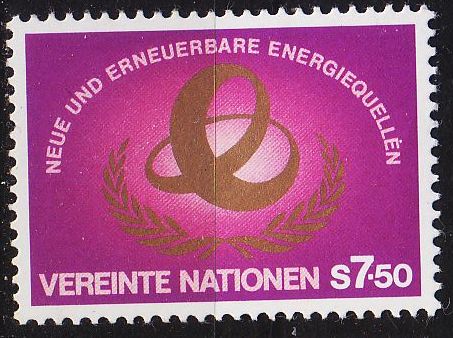 NEUE UND ERNEUERBARE ENERGIEQUELLEN
VEREINTE NATIONEN S7·50